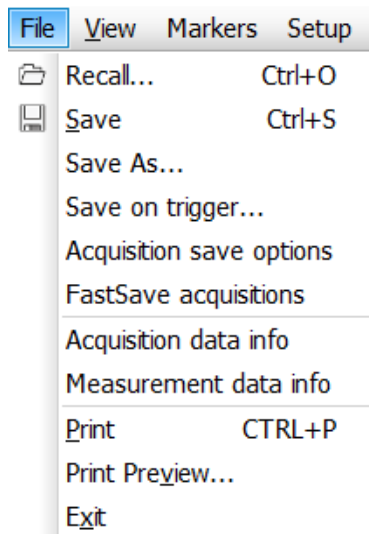 File View Markers Setup
Recall... Ctrl+O
Save Ctrl+S
Save As...
Save on trigger...
Acquisition save options
FastSave acquisitions
Acquisition data info
Measurement data info
Print CTRL+P
Print Preview...
Exit